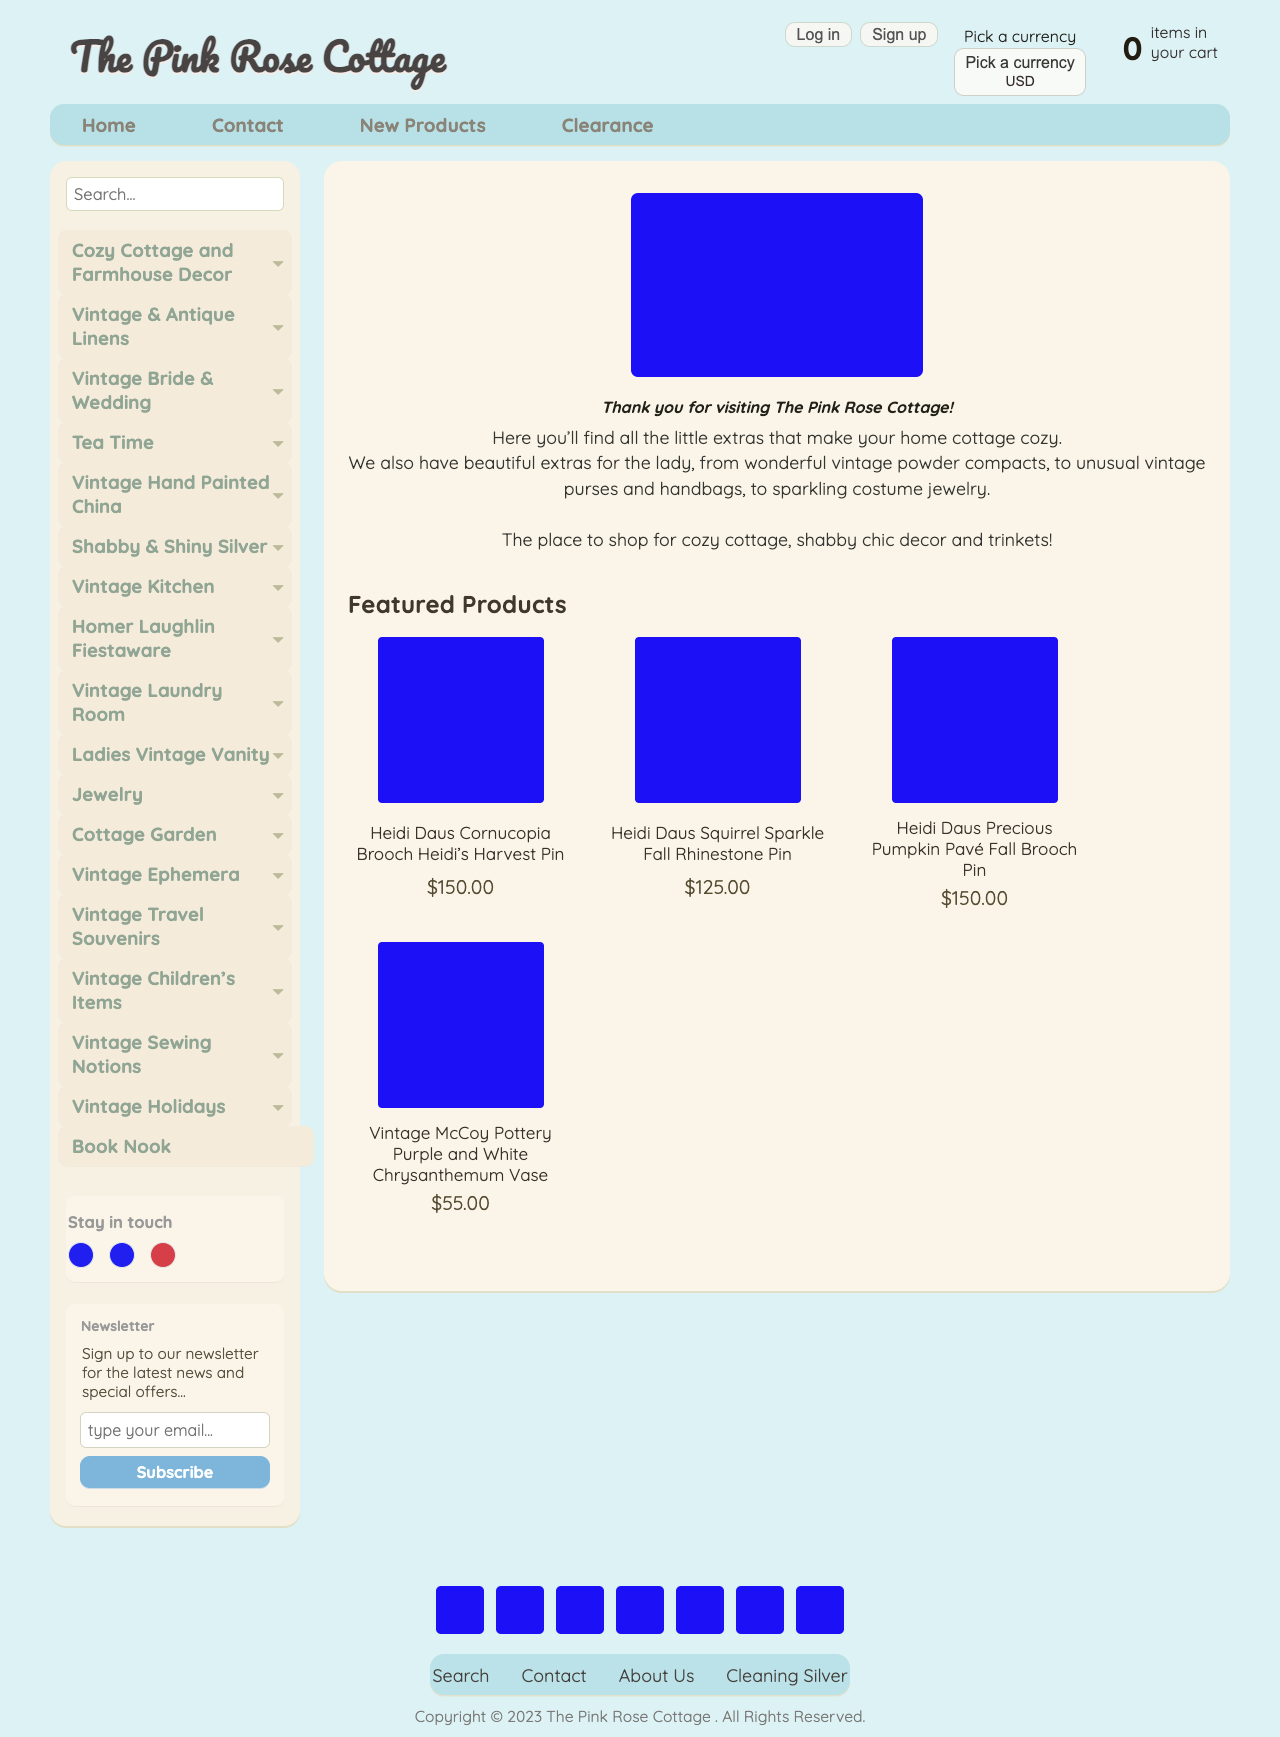 The Pink Rose Cottage
Log in
Sign up
Pick a currency
Pick a currency
USD
0
items in
your cart
Home
Contact
New Products
Clearance
Search...
Cozy Cottage and
Farmhouse Decor
Vintage & Antique
Linens
Vintage Bride &
Wedding
Tea Time
Vintage Hand Painted
China
Shabby & Shiny Silver
Vintage Kitchen
Homer Laughlin
Fiestaware
Vintage Laundry
Room
Ladies Vintage Vanity
Jewelry
Cottage Garden
Vintage Ephemera
Vintage Travel
Souvenirs
Vintage Children's
Items
Vintage Sewing
Notions
Vintage Holidays
Book Nook
Stay in touch
Newsletter
Sign up to our newsletter
for the latest news and
special offers...
type your email...
Subscribe
Thank you for visiting The Pink Rose Cottage!
Here you'll find all the little extras that make your home cottage cozy.
We also have beautiful extras for the lady, from wonderful vintage powder compacts, to unusual vintage
purses and handbags, to sparkling costume jewelry.
The place to shop for cozy cottage, shabby chic decor and trinkets!
Featured Products
Heidi Daus Cornucopia
Brooch Heidi's Harvest Pin
$150.00
Heidi Daus Squirrel Sparkle
Fall Rhinestone Pin
$125.00
Heidi Daus Precious
Pumpkin Pavé Fall Brooch
Pin
$150.00
Vintage McCoy Pottery
Purple and White
Chrysanthemum Vase
$55.00
Search
Contact
About Us
Cleaning Silver
Copyright © 2023 The Pink Rose Cottage . All Rights Reserved.